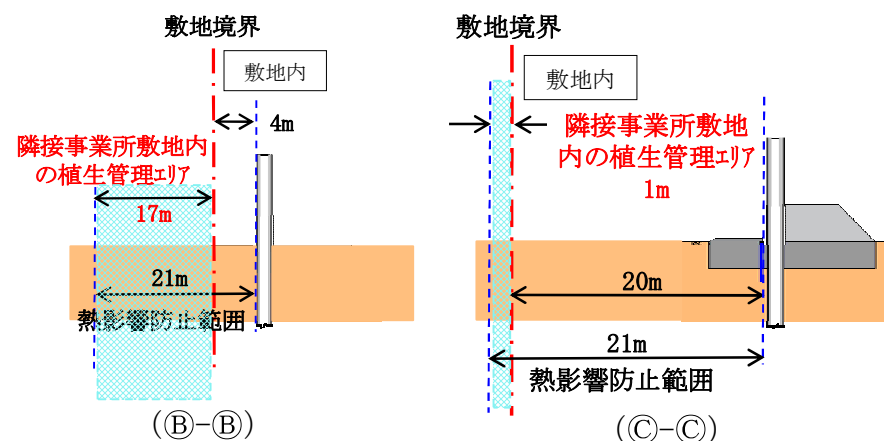 敷地境界
敷地内
4m
隣接事業所敷地内
の植生管理ｴﾘｱ
17m
21m
熱影響防止範囲
(Ⓑ-Ⓑ)
敷地境界
敷地内
隣接事業所敷地
内の植生管理ｴﾘｱ
1m
20m
21m
熱影響防止範囲
(Ⓒ-Ⓒ)